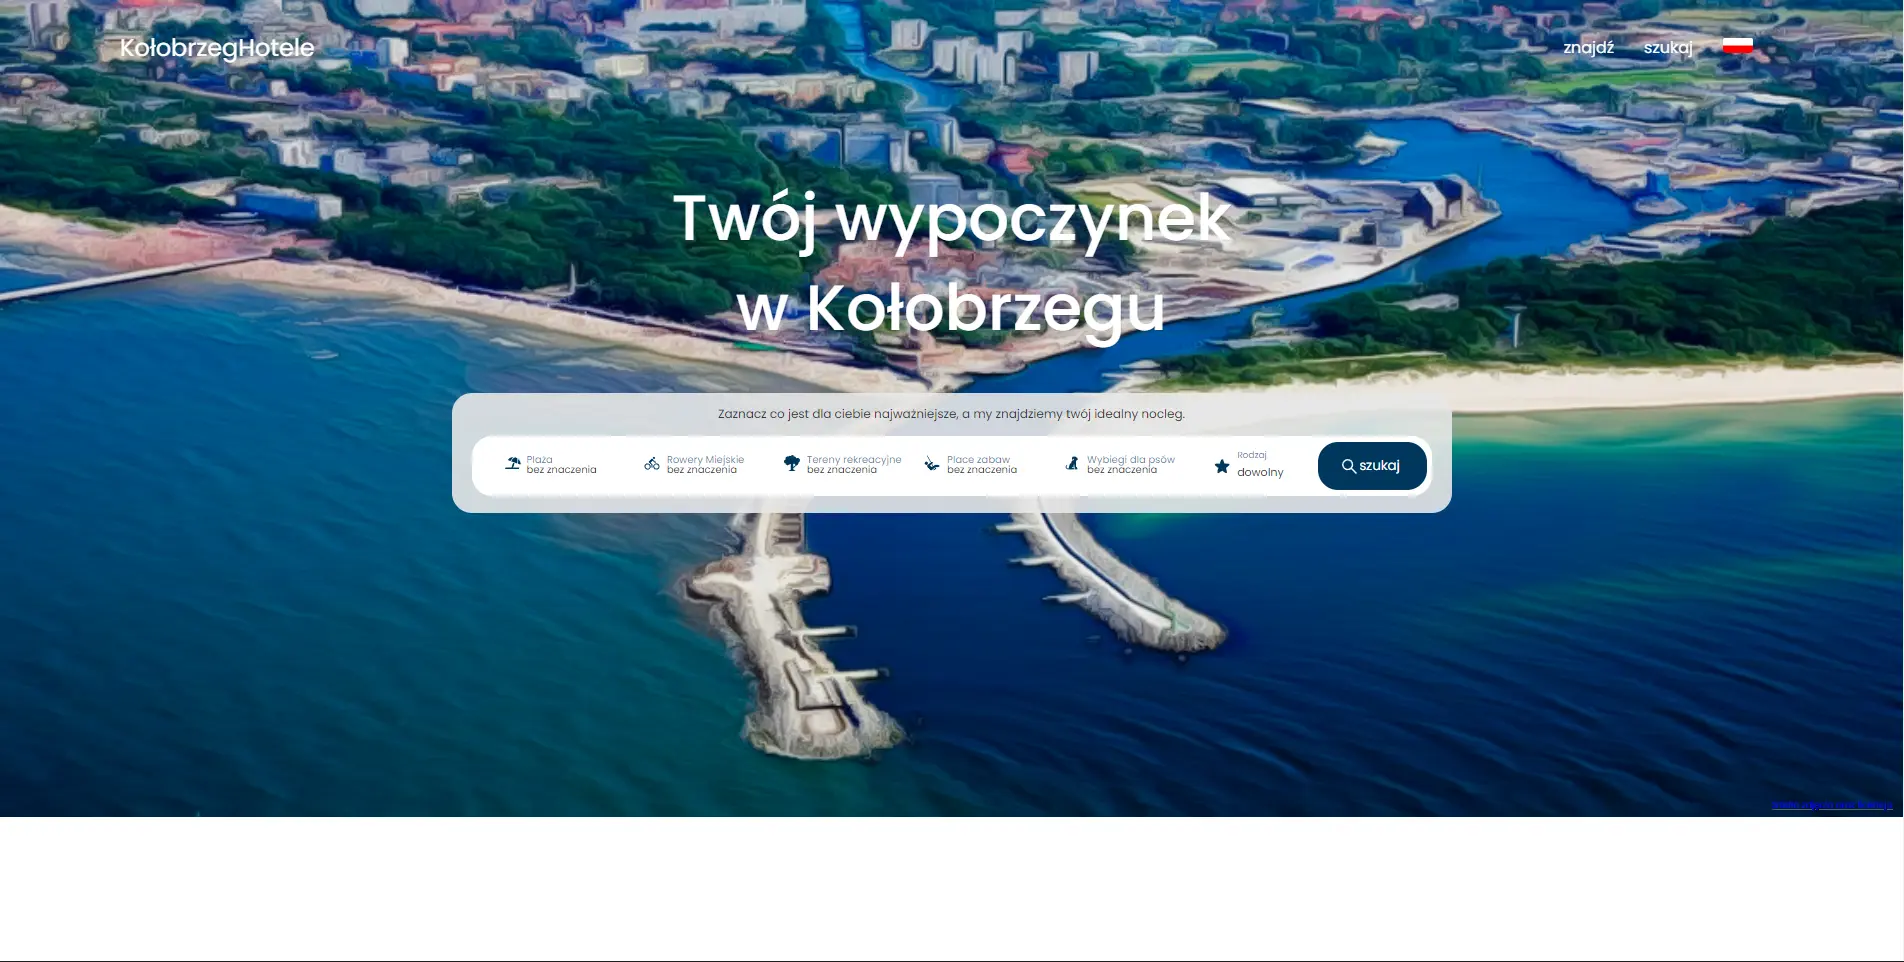 KołobrzegHotele
znajdź szukaj
Twój wypoczynek
w Kołobrzegu
Zaznacz co jest dla ciebie najważniejsze, a my znajdziemy twój idealny nocleg.
Plaża
bez znaczenia
Rowery Miejskie
bez znaczenia
Tereny rekreacyjne
bez znaczenia
Place zabaw
bez znaczenia
Wybiegi dla psów
bez znaczenia
Rodzaj
dowolny
szukaj